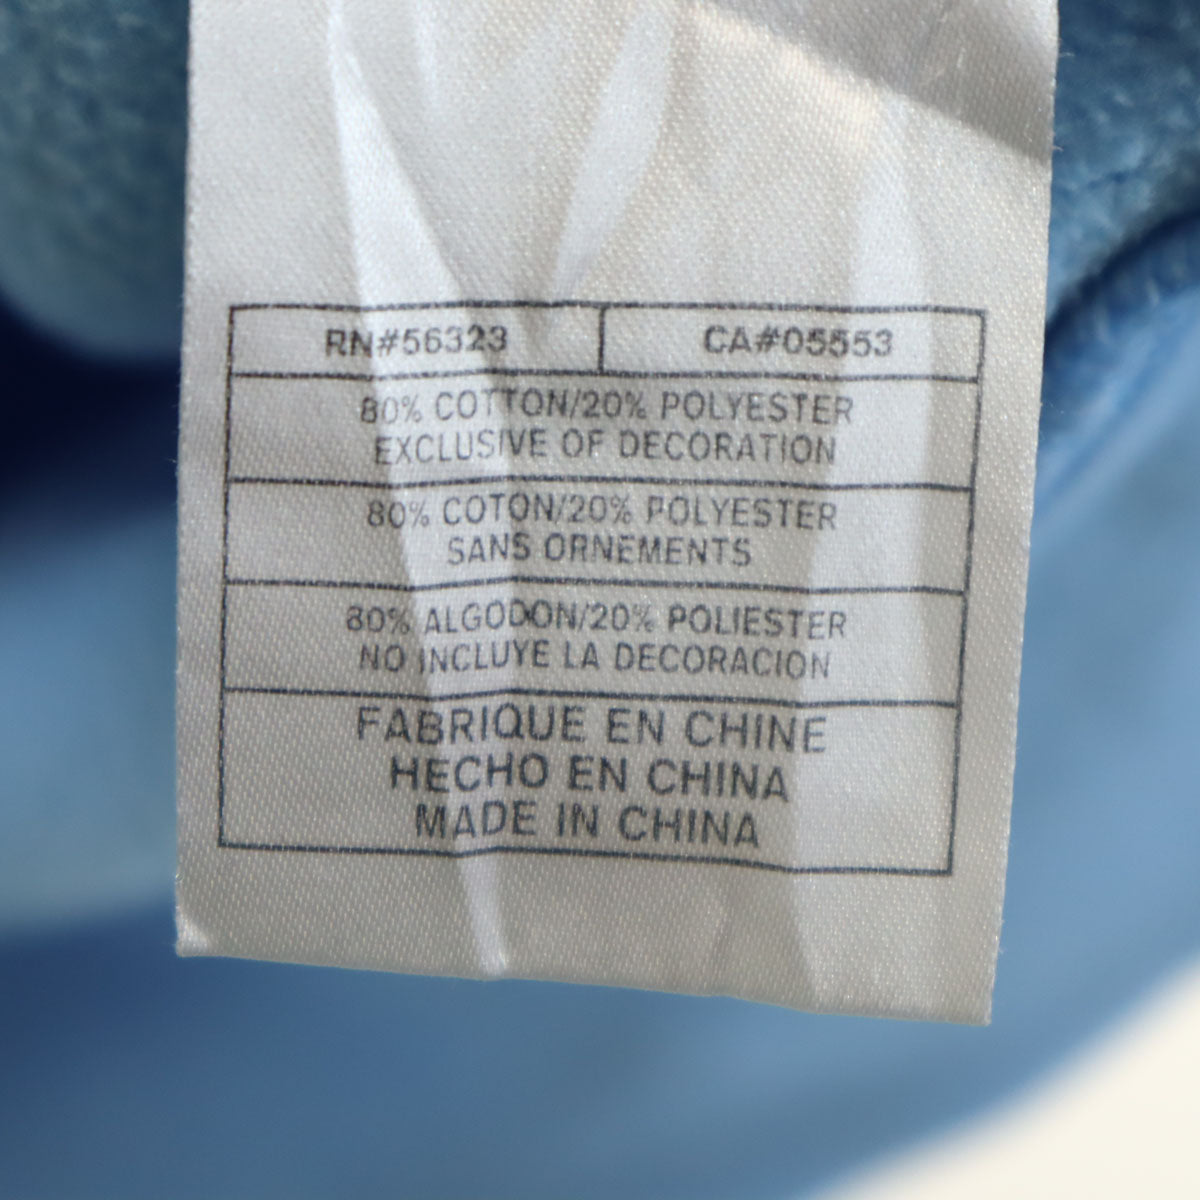 RN#56323 CA#05553
80% COTTON/20% POLYESTER
EXCLUSIVE OF DECORATION
80% COTON/20% POLYESTER
SANS ORNEMENTS
80% ALGODON/20% POLIESTER
NO INCLUYE LA DECORACION
FABRIQUE EN CHINE
HECHO EN CHINA
MADE IN CHINA